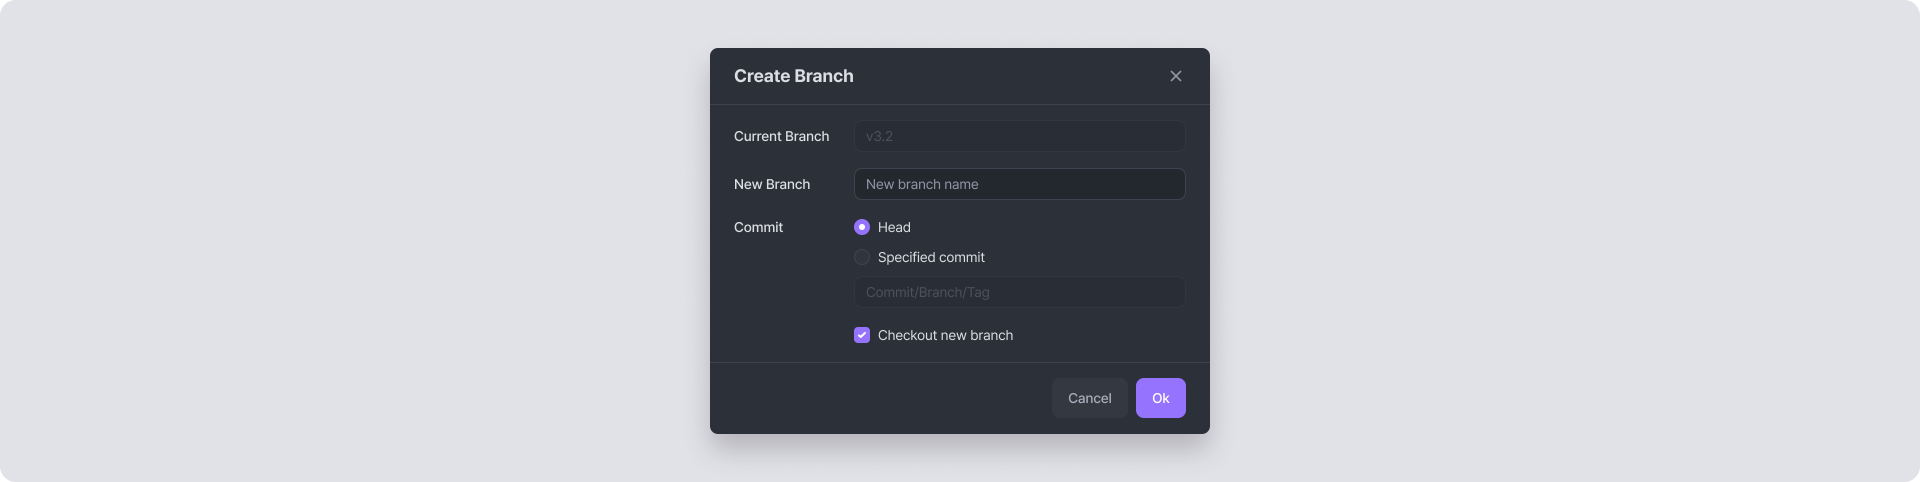 Create Branch
Current Branch
v3.2
New Branch
New branch name
Commit
Head
Specified commit
Commit/Branch/Tag
Checkout new branch
Cancel
Ok